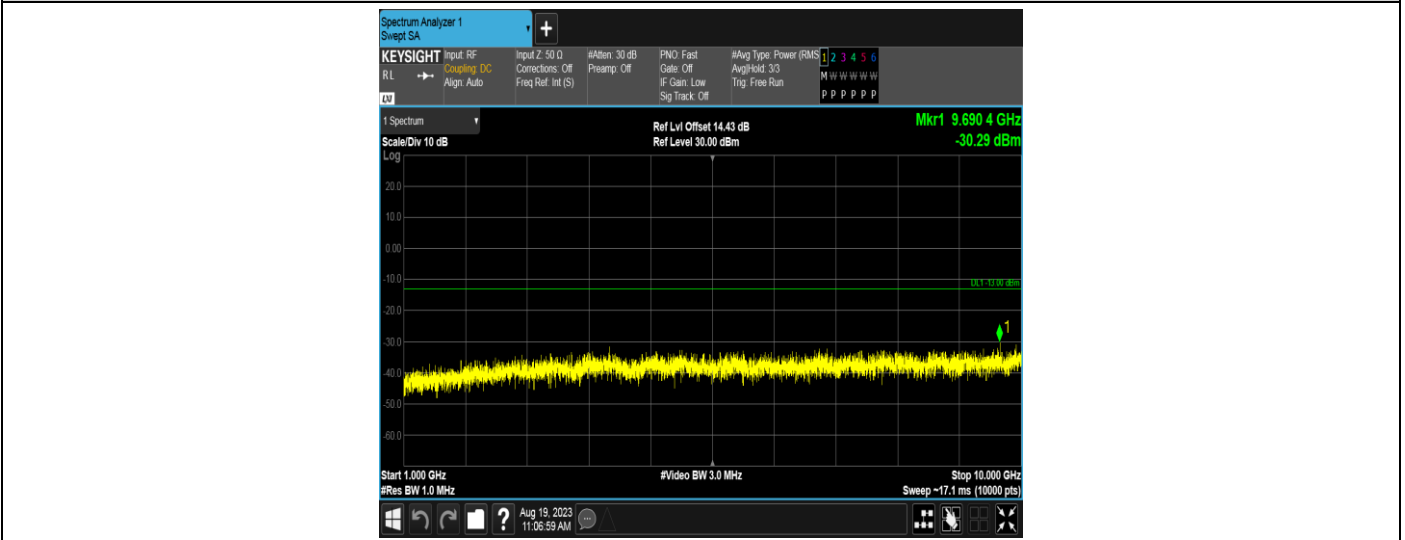 Spectrum Analyzer 1
Swept SA
+
KEYSIGHT
RL
LXI
Input: RF
Coupling: DC
Align: Auto
Input Z: 50 Ω
Corrections: Off
Freq Ref: Int (S)
#Atten: 30 dB
Preamp: Off
PNO: Fast
Gate: Off
IF Gain: Low
Sig Track: Off
#Avg Type: Power (RMS
Avg|Hold: 3/3
Trig: Free Run
1 2 3 4 5 6
M W W W W W
P P P P P P
1 Spectrum
Scale/Div 10 dB
Ref Lvl Offset 14.43 dB
Ref Level 30.00 dBm
Mkr1 9.690 4 GHz
-30.29 dBm
Log
20.0
10.0
0.00
-10.0
DL1 -13.00 dBm
-20.0
1
-30.0
-40.0
-50.0
-60.0
Start 1.000 GHz
#Video BW 3.0 MHz
Stop 10.000 GHz
#Res BW 1.0 MHz
Sweep ~17.1 ms (10000 pts)
?
Aug 19, 2023
11:06:59 AM